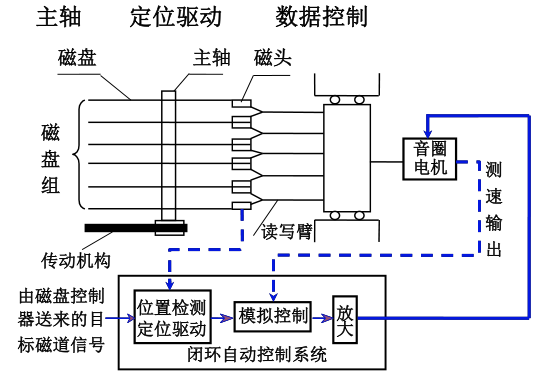 主轴 定位驱动 数据控制
磁盘 主轴 磁头
磁盘组
音圈电机
测速输出
读写臂
传动机构
由磁盘控制
器送来的目
标磁道信号
位置检测
定位驱动
模拟控制
放大
闭环自动控制系统